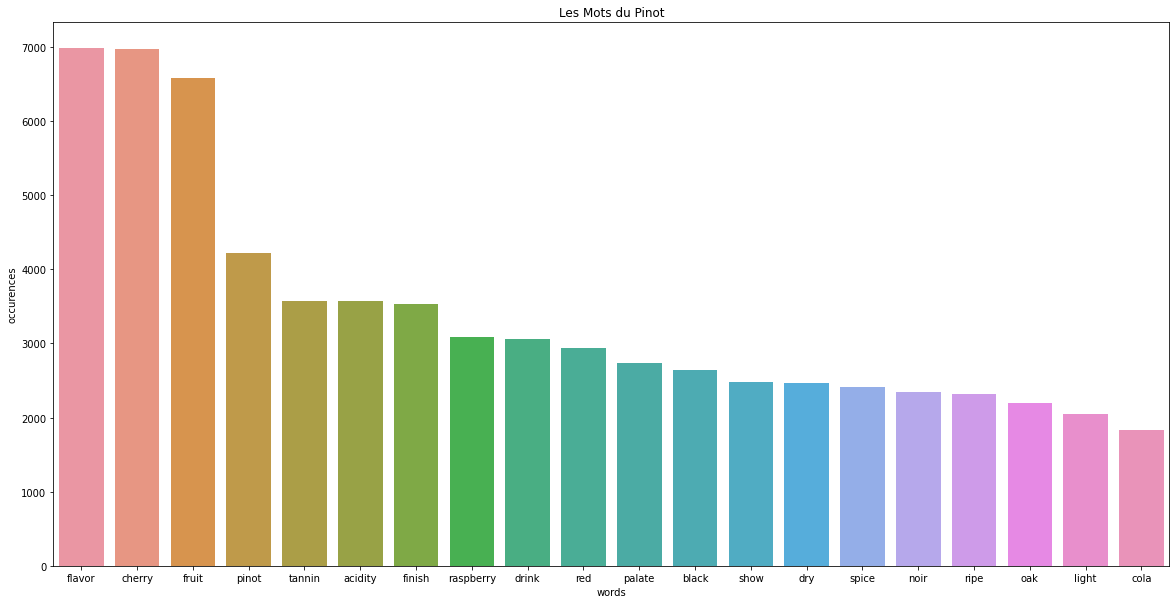 Les Mots du Pinot
occurences
7000
6000
5000
4000
3000
2000
1000
0
flavor cherry fruit pinot tannin acidity finish raspberry drink red palate black show dry spice noir ripe oak light cola
words